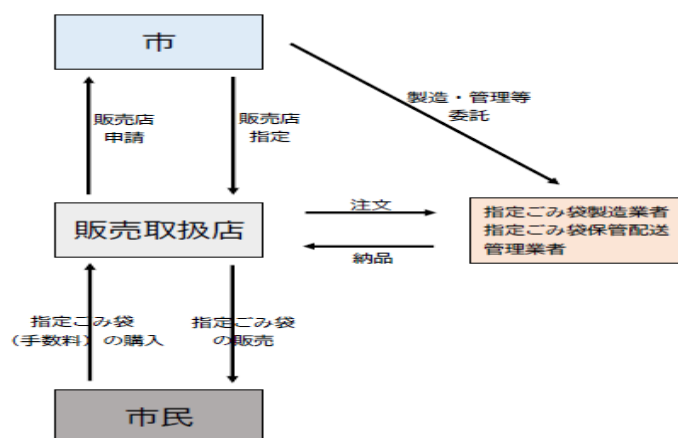 市
販売店
申請
販売店
指定
製造・管理等
委託
販売取扱店
注文
納品
指定ごみ袋製造業者
指定ごみ袋保管配送
管理業者
指定ごみ袋
（手数料）の購入
指定ごみ袋
の販売
市民